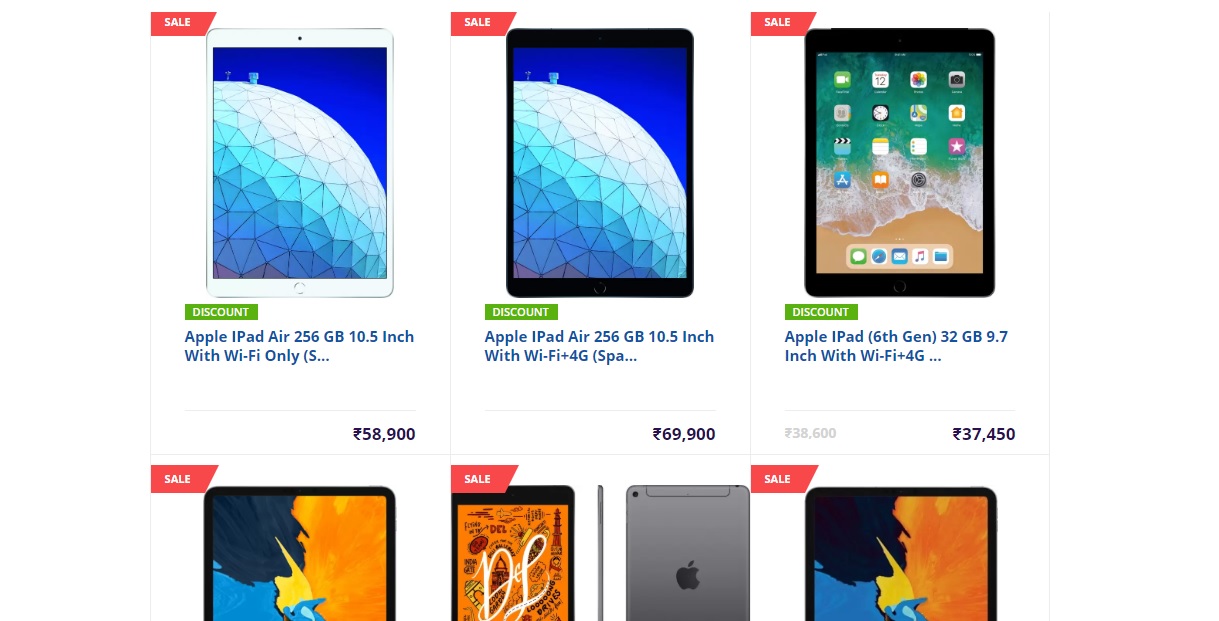 SALE
SALE
SALE
DISCOUNT
Apple IPad Air 256 GB 10.5 Inch
With Wi-Fi Only (S...
₹58,900
DISCOUNT
Apple IPad Air 256 GB 10.5 Inch
With Wi-Fi+4G (Spa...
₹69,900
DISCOUNT
Apple IPad (6th Gen) 32 GB 9.7
Inch With Wi-Fi+4G ...
₹38,600
₹37,450
SALE
SALE
SALE